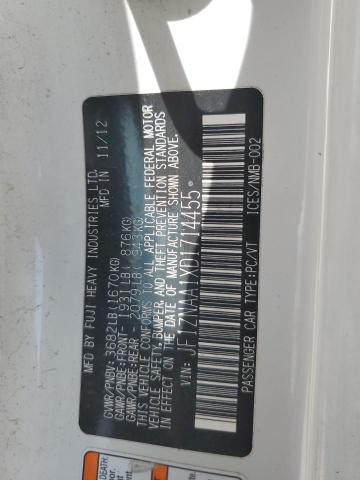 MFD BY FUJI HEAVY INDUSTRIES LTD.
MFD IN 11/12
GVWR/PNBV: 3682LB(1670KG)
GAWR/PNBE:FRONT- 1931LB( 876KG)
GAWR/PNBE:REAR - 2079LB( 943KG)
THIS VEHICLE CONFORMS TO ALL APPLICABLE FEDERAL MOTOR
VEHICLE SAFETY, BUMPER, AND THEFT PREVENTION STANDARDS
IN EFFECT ON THE DATE OF MANUFACTURE SHOWN ABOVE.
VIN: JF1ZNAA1XD1714455
PASSENGER CAR TYPE:PC/VT
ICES/NMB-002